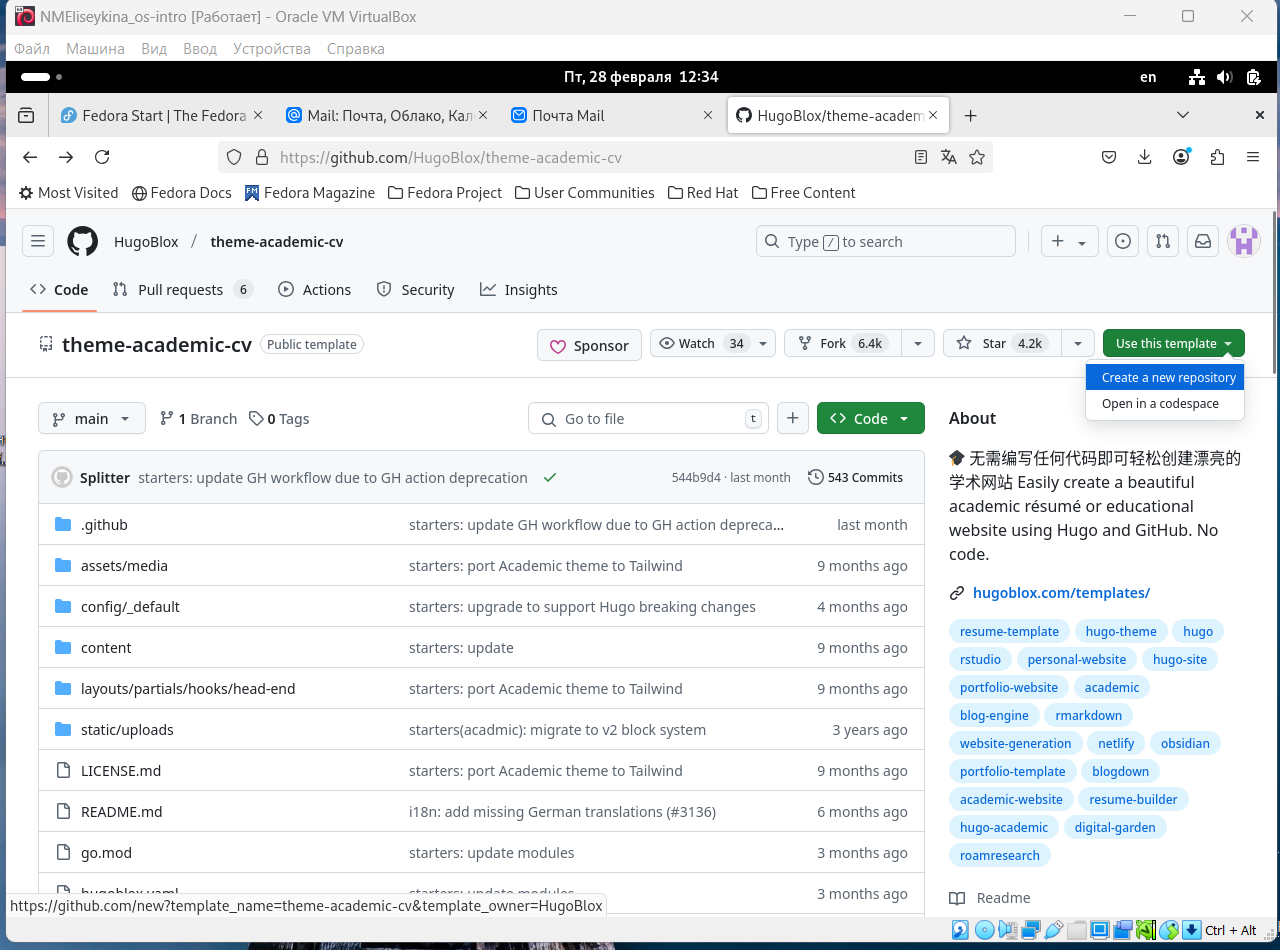 NMEliseykina_os-intro [Работает] - Oracle VM VirtualBox
Файл Машина Вид Ввод Устройства Справка
Пт, 28 февраля 12:34 en
Fedora Start | The Fedora Mail: Почта, Облако, Кал Почта Mail HugoBlox/theme-academ
https://github.com/HugoBlox/theme-academic-cv
Most Visited Fedora Docs Fedora Magazine Fedora Project User Communities Red Hat Free Content
HugoBlox / theme-academic-cv Type / to search
Code Pull requests 6 Actions Security Insights
theme-academic-cv Public template Sponsor Watch 34 Fork 6.4k Star 4.2k Use this template
Create a new repository
Open in a codespace
main 1 Branch 0 Tags Go to file t + Code
Splitter starters: update GH workflow due to GH action deprecation 544b9d4 · last month 543 Commits
.github starters: update GH workflow due to GH action depreca... last month
assets/media starters: port Academic theme to Tailwind 9 months ago
config/_default starters: upgrade to support Hugo breaking changes 4 months ago
content starters: update 9 months ago
layouts/partials/hooks/head-end starters: port Academic theme to Tailwind 9 months ago
static/uploads starters(acadmic): migrate to v2 block system 3 years ago
LICENSE.md starters: port Academic theme to Tailwind 9 months ago
README.md i18n: add missing German translations (#3136) 6 months ago
go.mod starters: update modules 3 months ago
hugoblox.yaml starters: update modules 3 months ago
About
🎓 无需编写任何代码即可轻松创建漂亮的
学术网站 Easily create a beautiful
academic résumé or educational
website using Hugo and GitHub. No
code.
hugoblox.com/templates/
resume-template hugo-theme hugo
rstudio personal-website hugo-site
portfolio-website academic
blog-engine rmarkdown
website-generation netlify obsidian
portfolio-template blogdown
academic-website resume-builder
hugo-academic digital-garden
roamresearch
Readme
https://github.com/new?template_name=theme-academic-cv&template_owner=HugoBlox
Ctrl + Alt